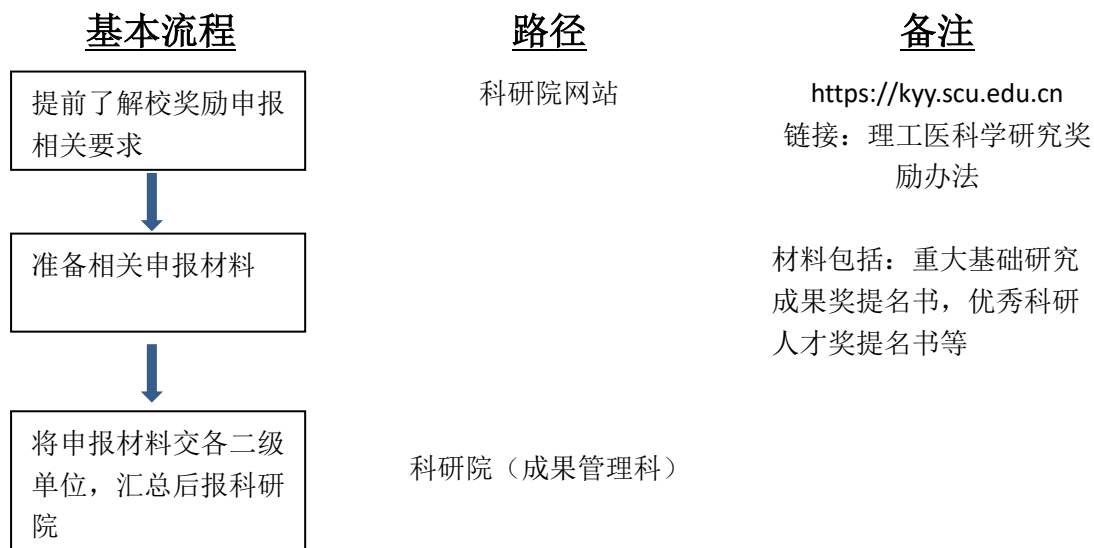 基本流程
路径
备注
提前了解校奖励申报
相关要求
科研院网站
https://kyy.scu.edu.cn
链接：理工医科学研究奖
励办法
准备相关申报材料
材料包括：重大基础研究
成果奖提名书，优秀科研
人才奖提名书等
将申报材料交各二级
单位，汇总后报科研
院
科研院（成果管理科）